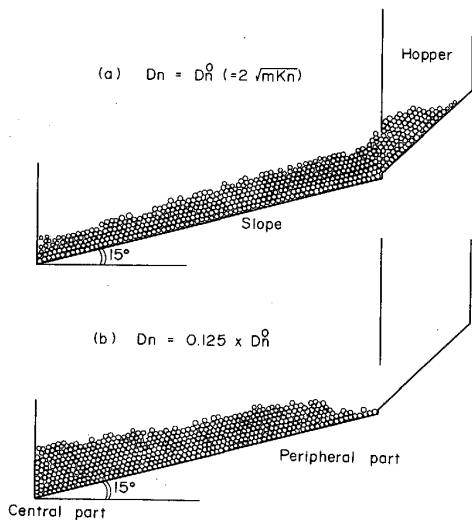 Hopper
(a) Dn = Dn⁰ (=2 √mKn)
Slope
15°
(b) Dn = 0.125 x Dn⁰
Peripheral part
15°
Central part